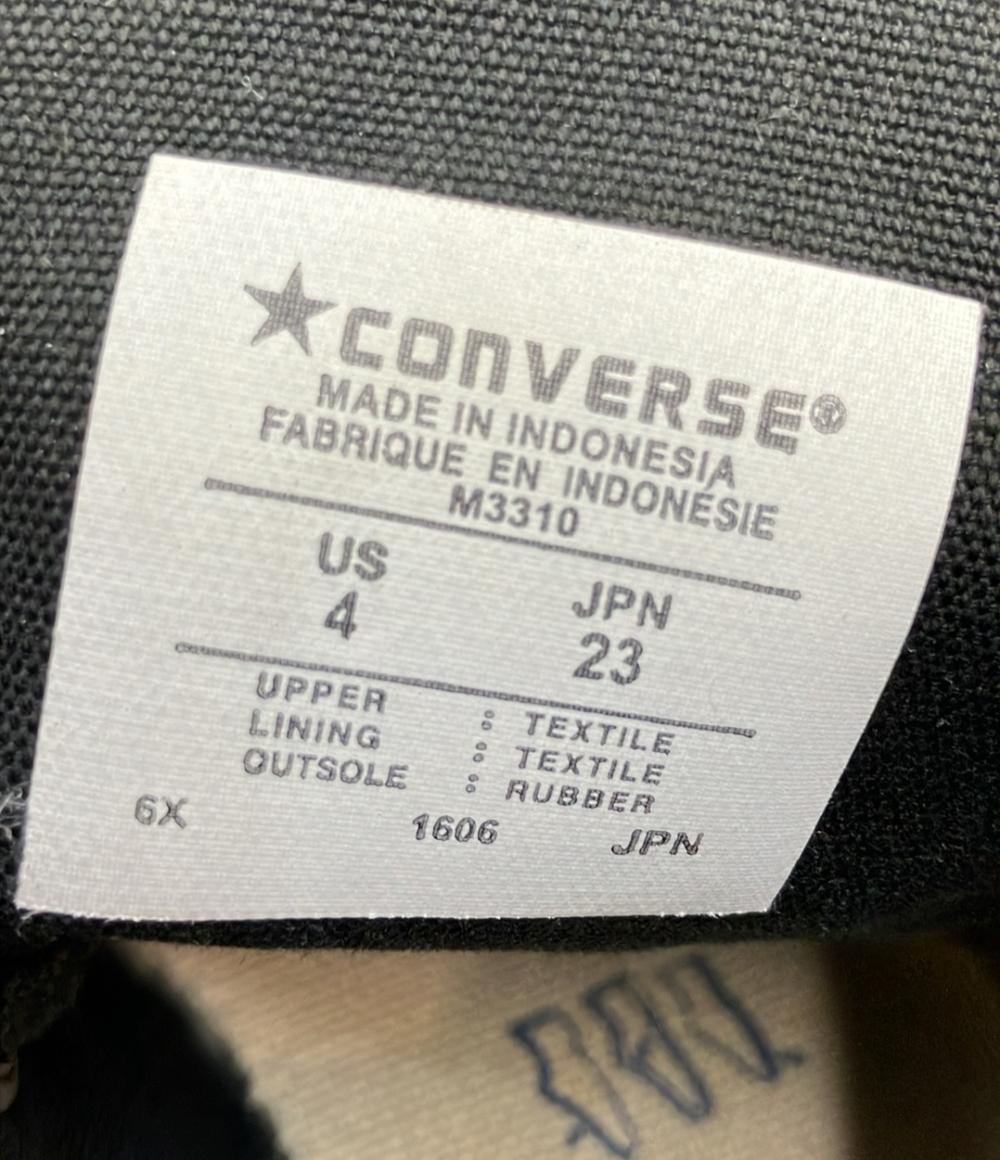 ★CONVERSE®
MADE IN INDONESIA
FABRIQUE EN INDONÉSIE
M3310
US JPN
4 23
UPPER : TEXTILE
LINING : TEXTILE
OUTSOLE : RUBBER
6X 1606 JPN